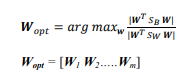 W_opt = arg max_w |W^T S_B W| / |W^T S_W W|
W_opt = [W_1 W_2 ..... W_m]